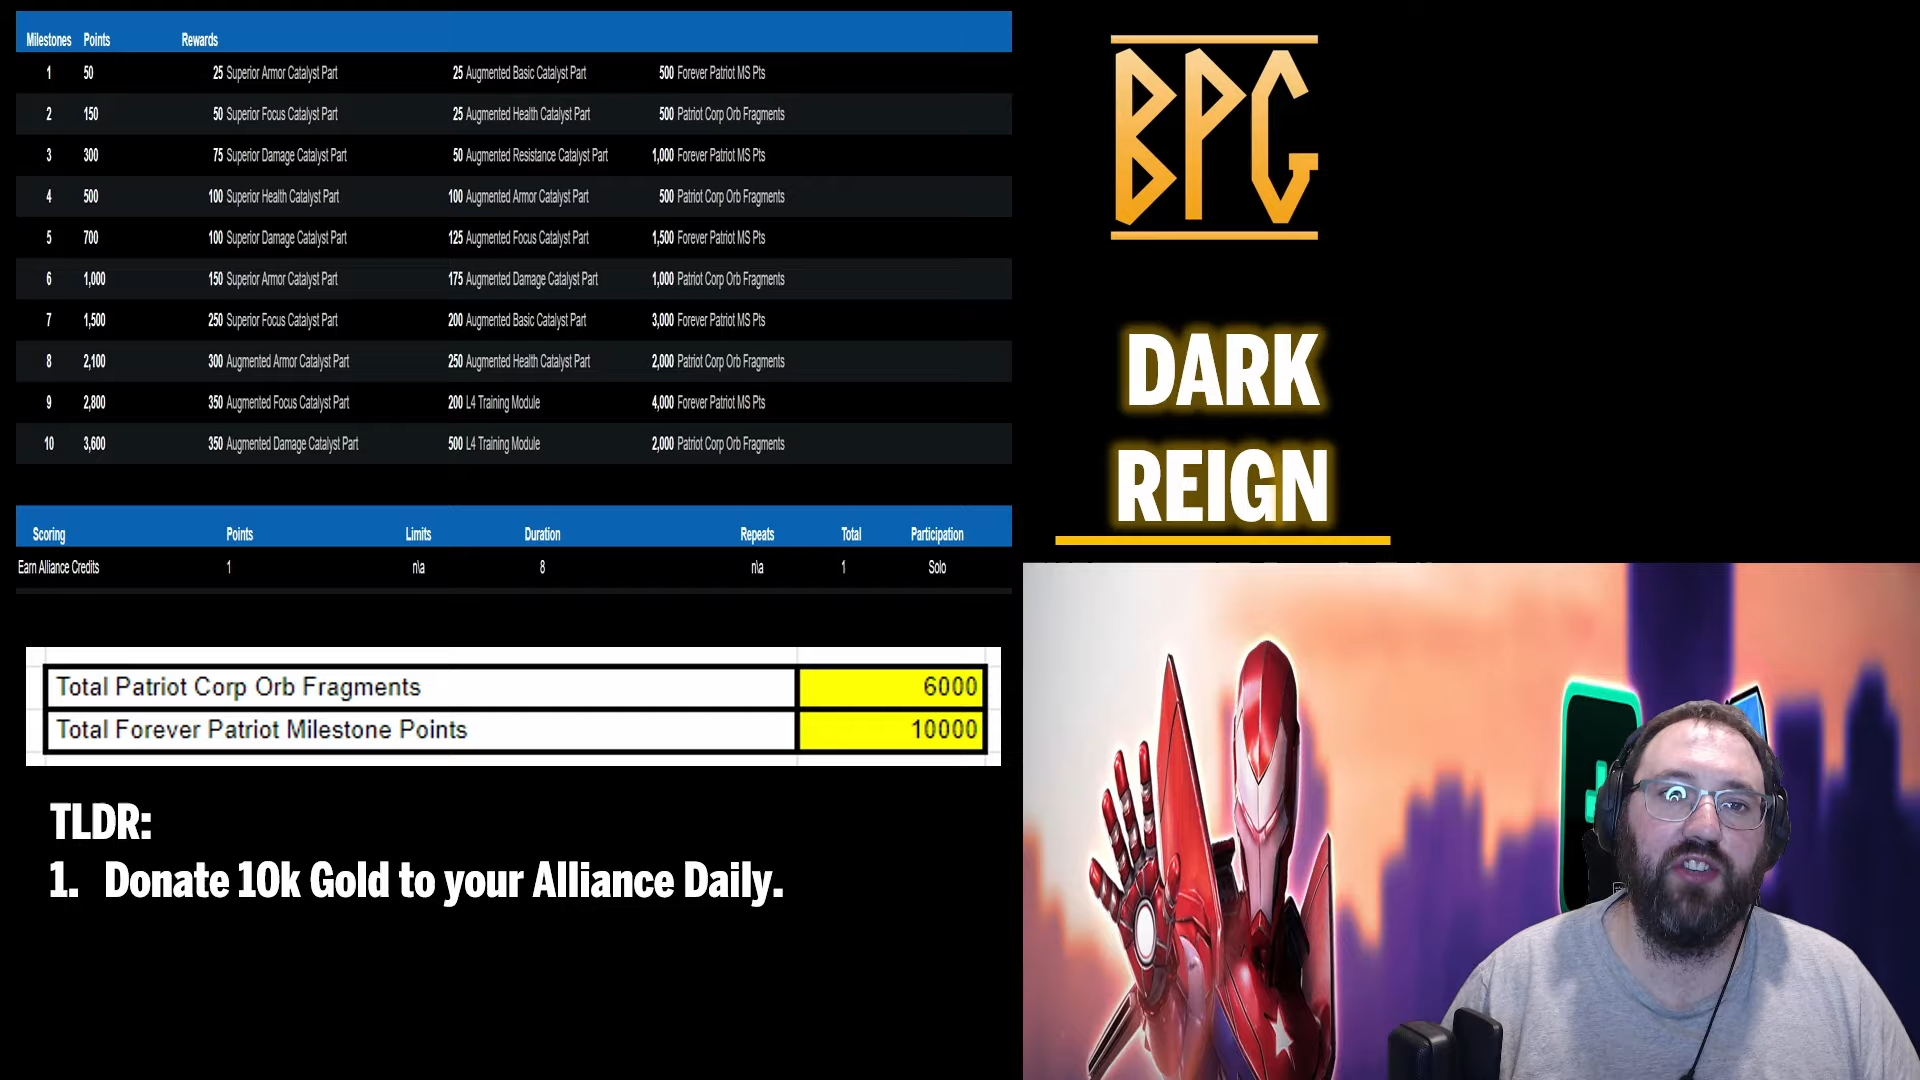 Milestones Points Rewards
1 50 25 Superior Armor Catalyst Part 25 Augmented Basic Catalyst Part 500 Forever Patriot MS Pts
2 150 50 Superior Focus Catalyst Part 25 Augmented Health Catalyst Part 500 Patriot Corp Orb Fragments
3 300 75 Superior Damage Catalyst Part 50 Augmented Resistance Catalyst Part 1,000 Forever Patriot MS Pts
4 500 100 Superior Health Catalyst Part 100 Augmented Armor Catalyst Part 500 Patriot Corp Orb Fragments
5 700 100 Superior Damage Catalyst Part 125 Augmented Focus Catalyst Part 1,500 Forever Patriot MS Pts
6 1,000 150 Superior Armor Catalyst Part 175 Augmented Damage Catalyst Part 1,000 Patriot Corp Orb Fragments
7 1,500 250 Superior Focus Catalyst Part 200 Augmented Basic Catalyst Part 3,000 Forever Patriot MS Pts
8 2,100 300 Augmented Armor Catalyst Part 250 Augmented Health Catalyst Part 2,000 Patriot Corp Orb Fragments
9 2,800 350 Augmented Focus Catalyst Part 200 L4 Training Module 4,000 Forever Patriot MS Pts
10 3,600 350 Augmented Damage Catalyst Part 500 L4 Training Module 2,000 Patriot Corp Orb Fragments
Scoring Points Limits Duration Repeats Total Participation
Earn Alliance Credits 1 n\a 8 n\a 1 Solo
Total Patriot Corp Orb Fragments 6000
Total Forever Patriot Milestone Points 10000
TLDR:
1. Donate 10k Gold to your Alliance Daily.
BPG
DARK
REIGN